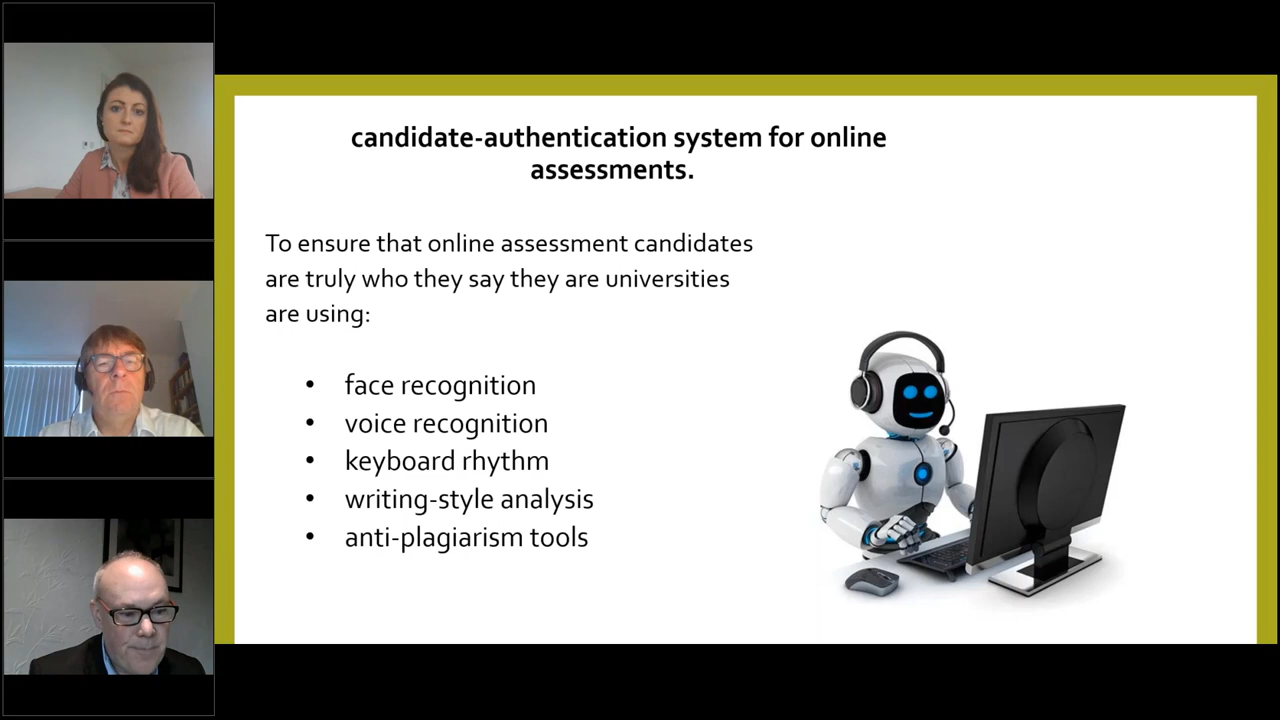 candidate-authentication system for online
assessments.
To ensure that online assessment candidates
are truly who they say they are universities
are using:
• face recognition
• voice recognition
• keyboard rhythm
• writing-style analysis
• anti-plagiarism tools